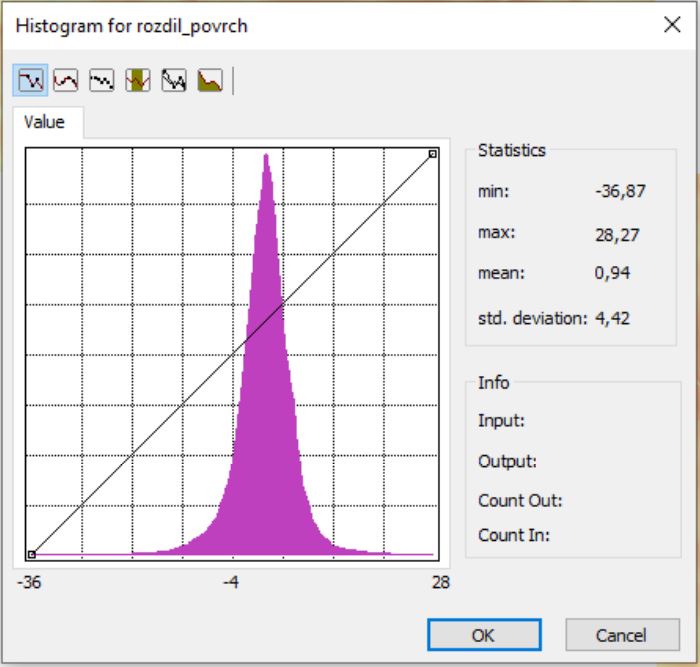 Histogram for rozdil_povrch
Value
Statistics
min: -36,87
max: 28,27
mean: 0,94
std. deviation: 4,42
Info
Input:
Output:
Count Out:
Count In:
-36 -4 28
OK Cancel